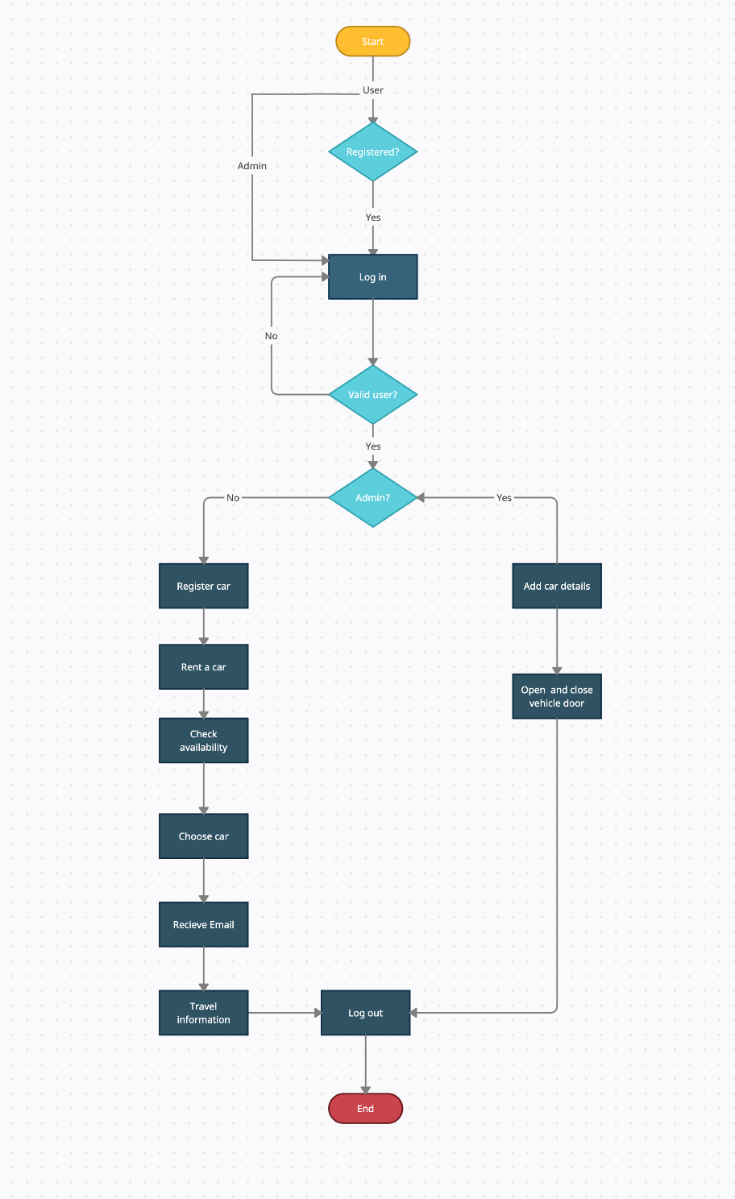 Start
User
Registered?
Admin
Yes
Log in
No
Valid user?
Yes
No
Admin?
Yes
Register car
Add car details
Rent a car
Open and close
vehicle door
Check
availability
Choose car
Recieve Email
Travel
information
Log out
End